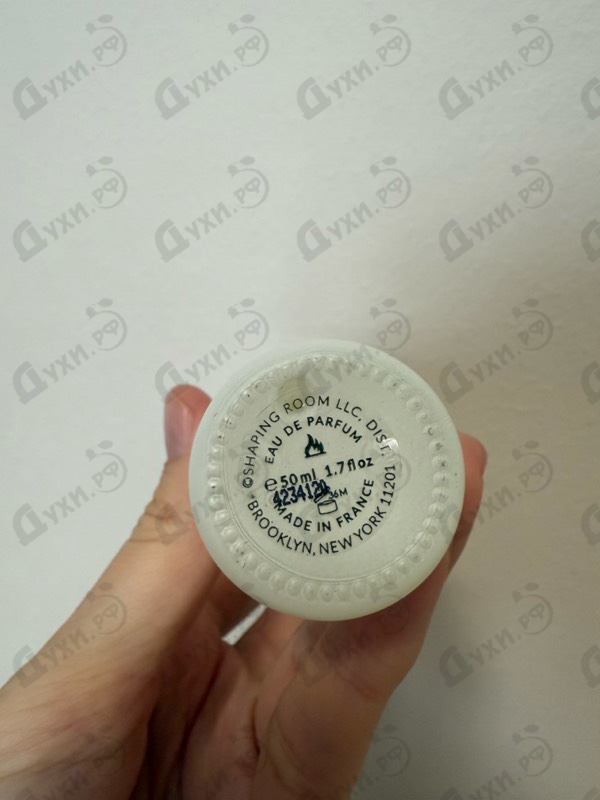 ©SHAPING ROOM LLC. DIST.
EAU DE PARFUM
℮50ml 1.7fl oz
4234120
36M
MADE IN FRANCE
• BROOKLYN, NEW YORK 11201 •
Духи.РФ